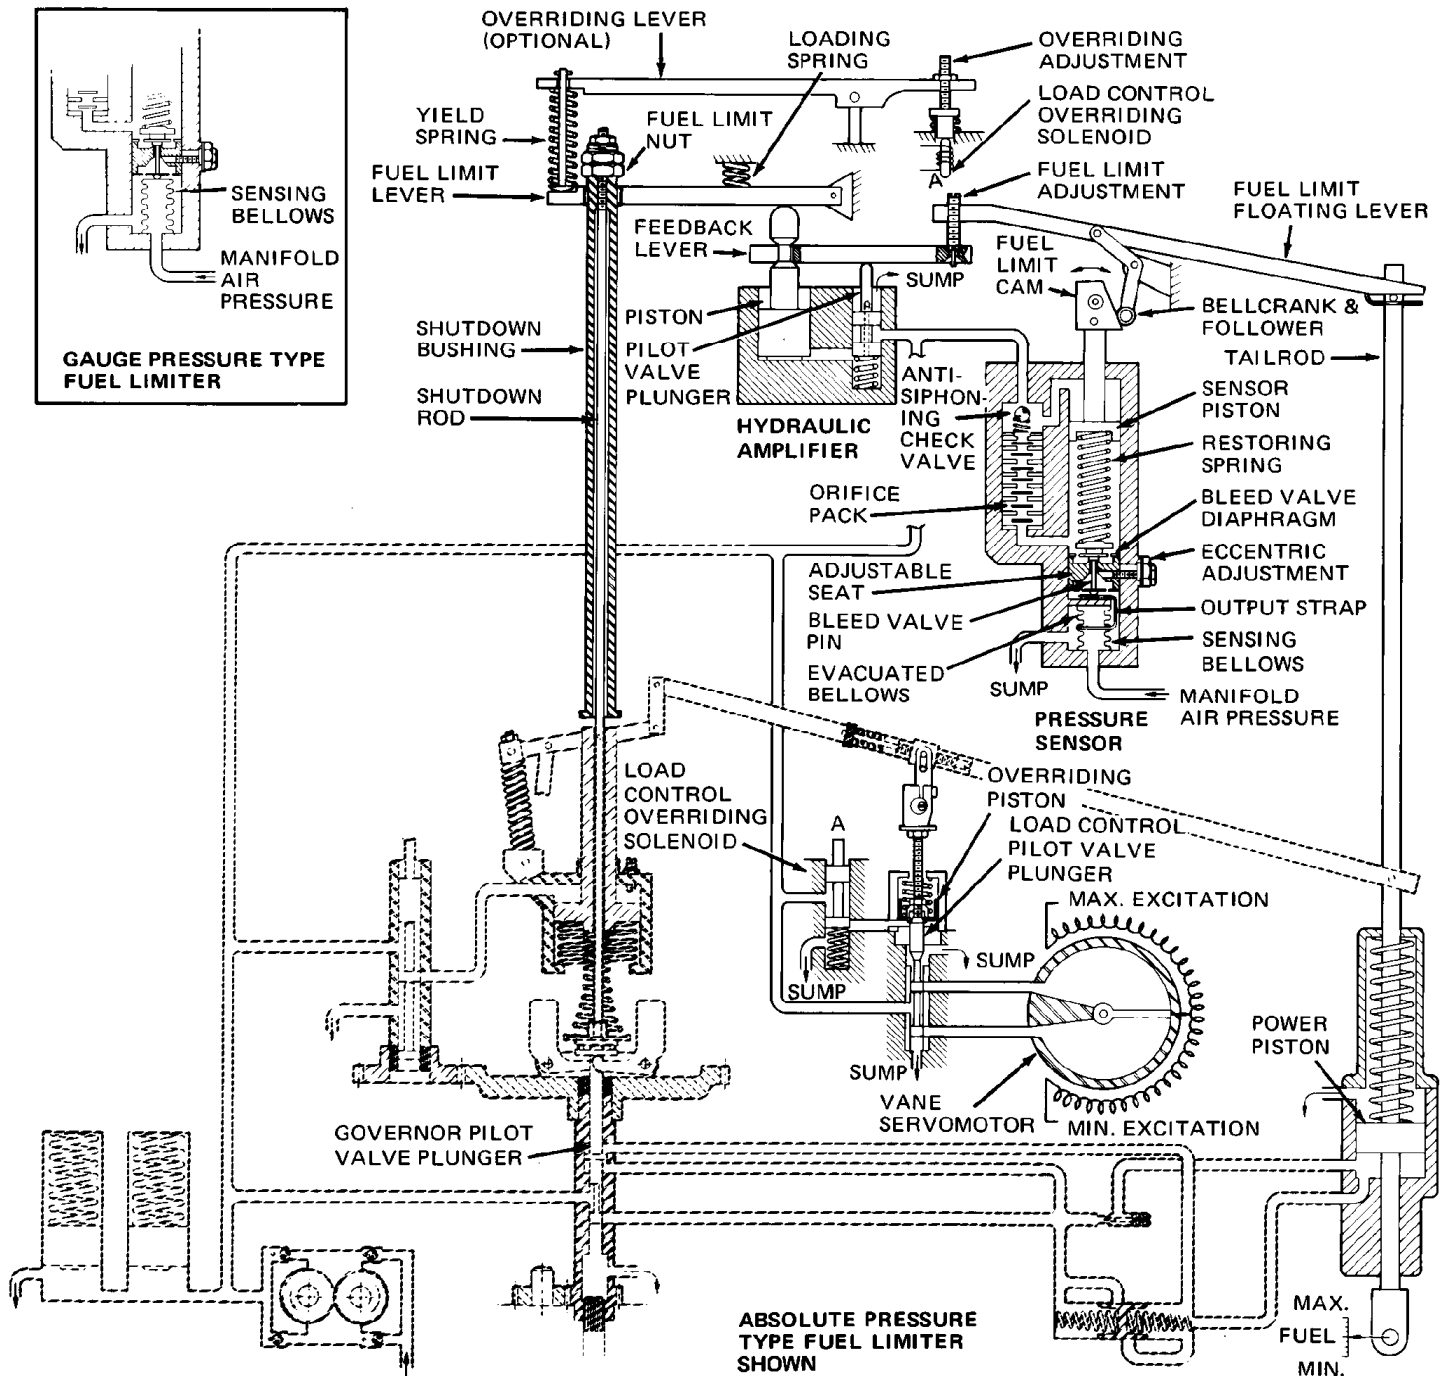 OVERRIDING LEVER
(OPTIONAL)
LOADING
SPRING
OVERRIDING
ADJUSTMENT
LOAD CONTROL
OVERRIDING
SOLENOID
YIELD
SPRING
FUEL LIMIT
NUT
FUEL LIMIT
LEVER
A
FUEL LIMIT
ADJUSTMENT
FUEL LIMIT
FLOATING LEVER
SENSING
BELLOWS
MANIFOLD
AIR
PRESSURE
GAUGE PRESSURE TYPE
FUEL LIMITER
FEEDBACK
LEVER
SUMP
FUEL
LIMIT
CAM
BELLCRANK &
FOLLOWER
TAILROD
SHUTDOWN
BUSHING
PISTON
PILOT
VALVE
PLUNGER
SHUTDOWN
ROD
HYDRAULIC
AMPLIFIER
ANTI-
SIPHON-
ING
CHECK
VALVE
SENSOR
PISTON
RESTORING
SPRING
ORIFICE
PACK
BLEED VALVE
DIAPHRAGM
ADJUSTABLE
SEAT
ECCENTRIC
ADJUSTMENT
BLEED VALVE
PIN
OUTPUT STRAP
EVACUATED
BELLOWS
SENSING
BELLOWS
SUMP
MANIFOLD
AIR PRESSURE
PRESSURE
SENSOR
LOAD
CONTROL
OVERRIDING
SOLENOID
A
OVERRIDING
PISTON
LOAD CONTROL
PILOT VALVE
PLUNGER
MAX. EXCITATION
SUMP
SUMP
SUMP
VANE
SERVOMOTOR
MIN. EXCITATION
POWER
PISTON
GOVERNOR PILOT
VALVE PLUNGER
ABSOLUTE PRESSURE
TYPE FUEL LIMITER
SHOWN
MAX.
FUEL
MIN.